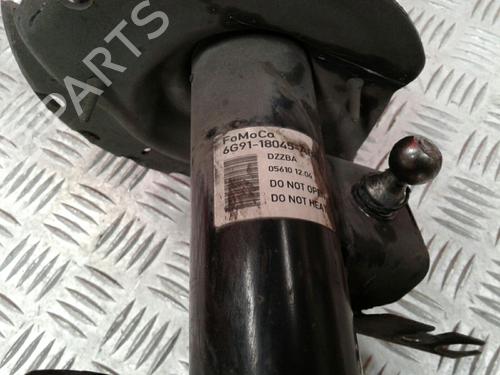 PARTS
FoMoCo
6G91-18045-
DZZBA
05610 12:04
DO NOT
DO NOT